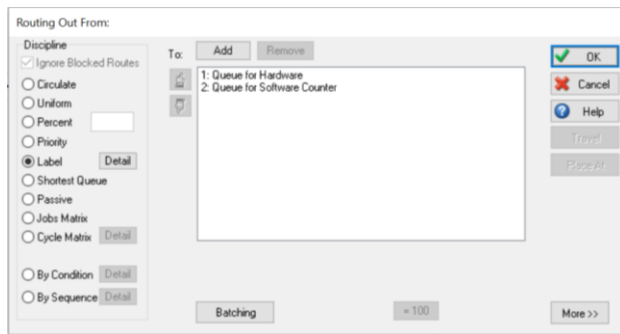 Routing Out From:
Discipline
Ignore Blocked Routes
Circulate
Uniform
Percent
Priority
Label Detail
Shortest Queue
Passive
Jobs Matrix
Cycle Matrix Detail
By Condition Detail
By Sequence Detail
To: Add Remove
1: Queue for Hardware
2: Queue for Software Counter
Batching = 100
OK
Cancel
Help
Travel
Place At
More >>